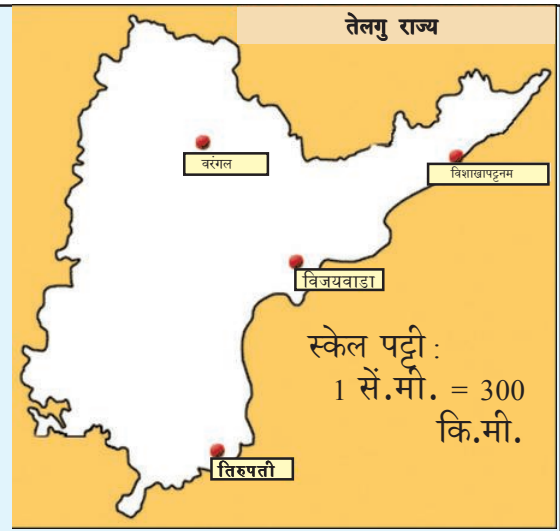 तेलगु राज्य
वरंगल
विशाखापट्टनम
विजयवाडा
स्केल पट्टी :
1 सें.मी. = 300
कि.मी.
तिरुपती